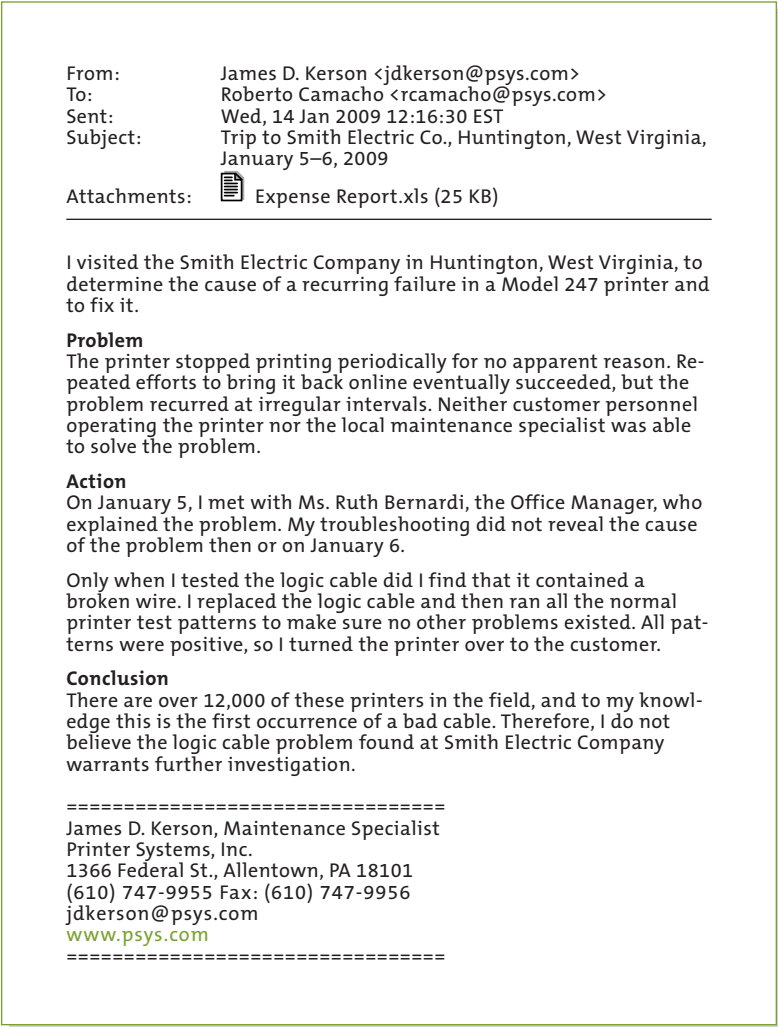 From: James D. Kerson <jdkerson@psys.com>
To: Roberto Camacho <rcamacho@psys.com>
Sent: Wed, 14 Jan 2009 12:16:30 EST
Subject: Trip to Smith Electric Co., Huntington, West Virginia,
January 5–6, 2009
Attachments: Expense Report.xls (25 KB)
I visited the Smith Electric Company in Huntington, West Virginia, to
determine the cause of a recurring failure in a Model 247 printer and
to fix it.
Problem
The printer stopped printing periodically for no apparent reason. Re-
peated efforts to bring it back online eventually succeeded, but the
problem recurred at irregular intervals. Neither customer personnel
operating the printer nor the local maintenance specialist was able
to solve the problem.
Action
On January 5, I met with Ms. Ruth Bernardi, the Office Manager, who
explained the problem. My troubleshooting did not reveal the cause
of the problem then or on January 6.
Only when I tested the logic cable did I find that it contained a
broken wire. I replaced the logic cable and then ran all the normal
printer test patterns to make sure no other problems existed. All pat-
terns were positive, so I turned the printer over to the customer.
Conclusion
There are over 12,000 of these printers in the field, and to my knowl-
edge this is the first occurrence of a bad cable. Therefore, I do not
believe the logic cable problem found at Smith Electric Company
warrants further investigation.
=================================
James D. Kerson, Maintenance Specialist
Printer Systems, Inc.
1366 Federal St., Allentown, PA 18101
(610) 747-9955 Fax: (610) 747-9956
jdkerson@psys.com
www.psys.com
=================================